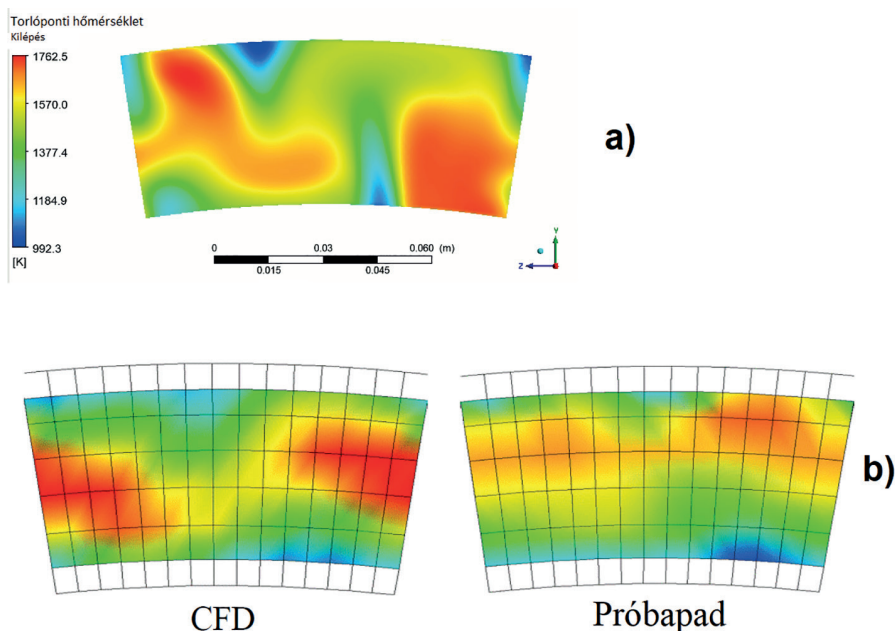 Torlóponti hőmérséklet
Kilépés
1762.5
1570.0
1377.4
1184.9
992.3
[K]
a)
0 0.03 0.060 (m)
0.015 0.045
Y
Z
b)
CFD Próbapad